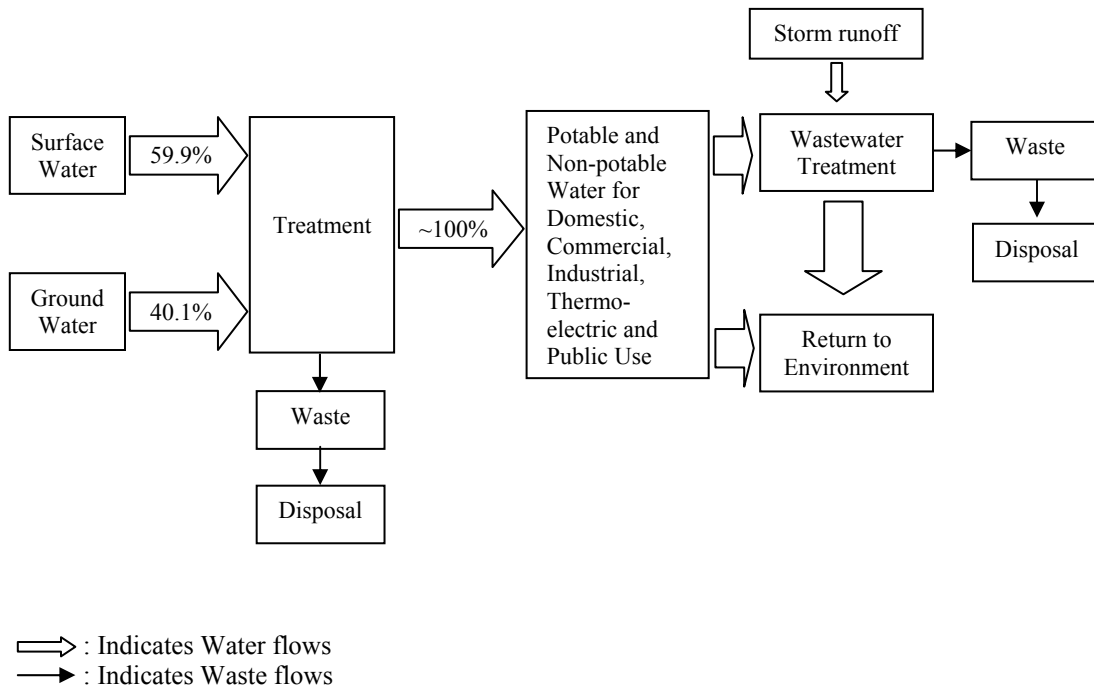 Storm runoff
Surface
Water
59.9%
Ground
Water
40.1%
Treatment
~100%
Waste
Disposal
Potable and
Non-potable
Water for
Domestic,
Commercial,
Industrial,
Thermo-
electric and
Public Use
Wastewater
Treatment
Waste
Disposal
Return to
Environment
: Indicates Water flows
: Indicates Waste flows